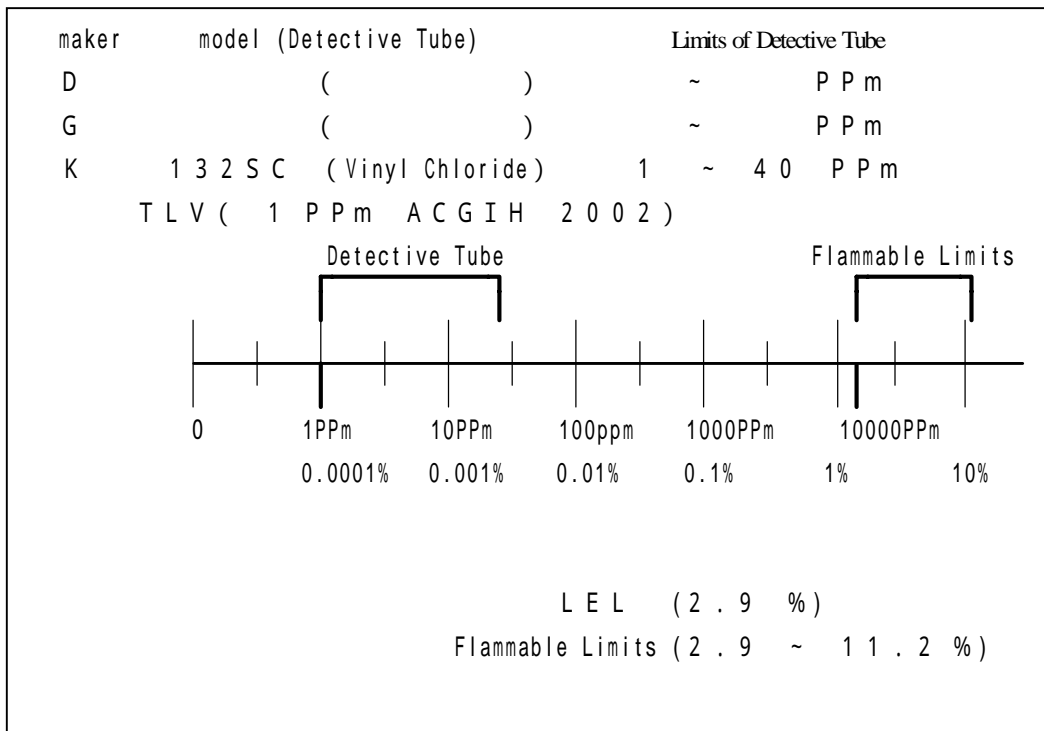 maker model (Detective Tube) Limits of Detective Tube
D ( ) ~ PPm
G ( ) ~ PPm
K 132SC (Vinyl Chloride) 1 ~ 40 PPm
TLV( 1 PPm ACGIH 2002)
Detective Tube Flammable Limits
0 1PPm 10PPm 100ppm 1000PPm 10000PPm
0.0001% 0.001% 0.01% 0.1% 1% 10%
LEL (2.9 %)
Flammable Limits (2.9 ~ 11.2 %)